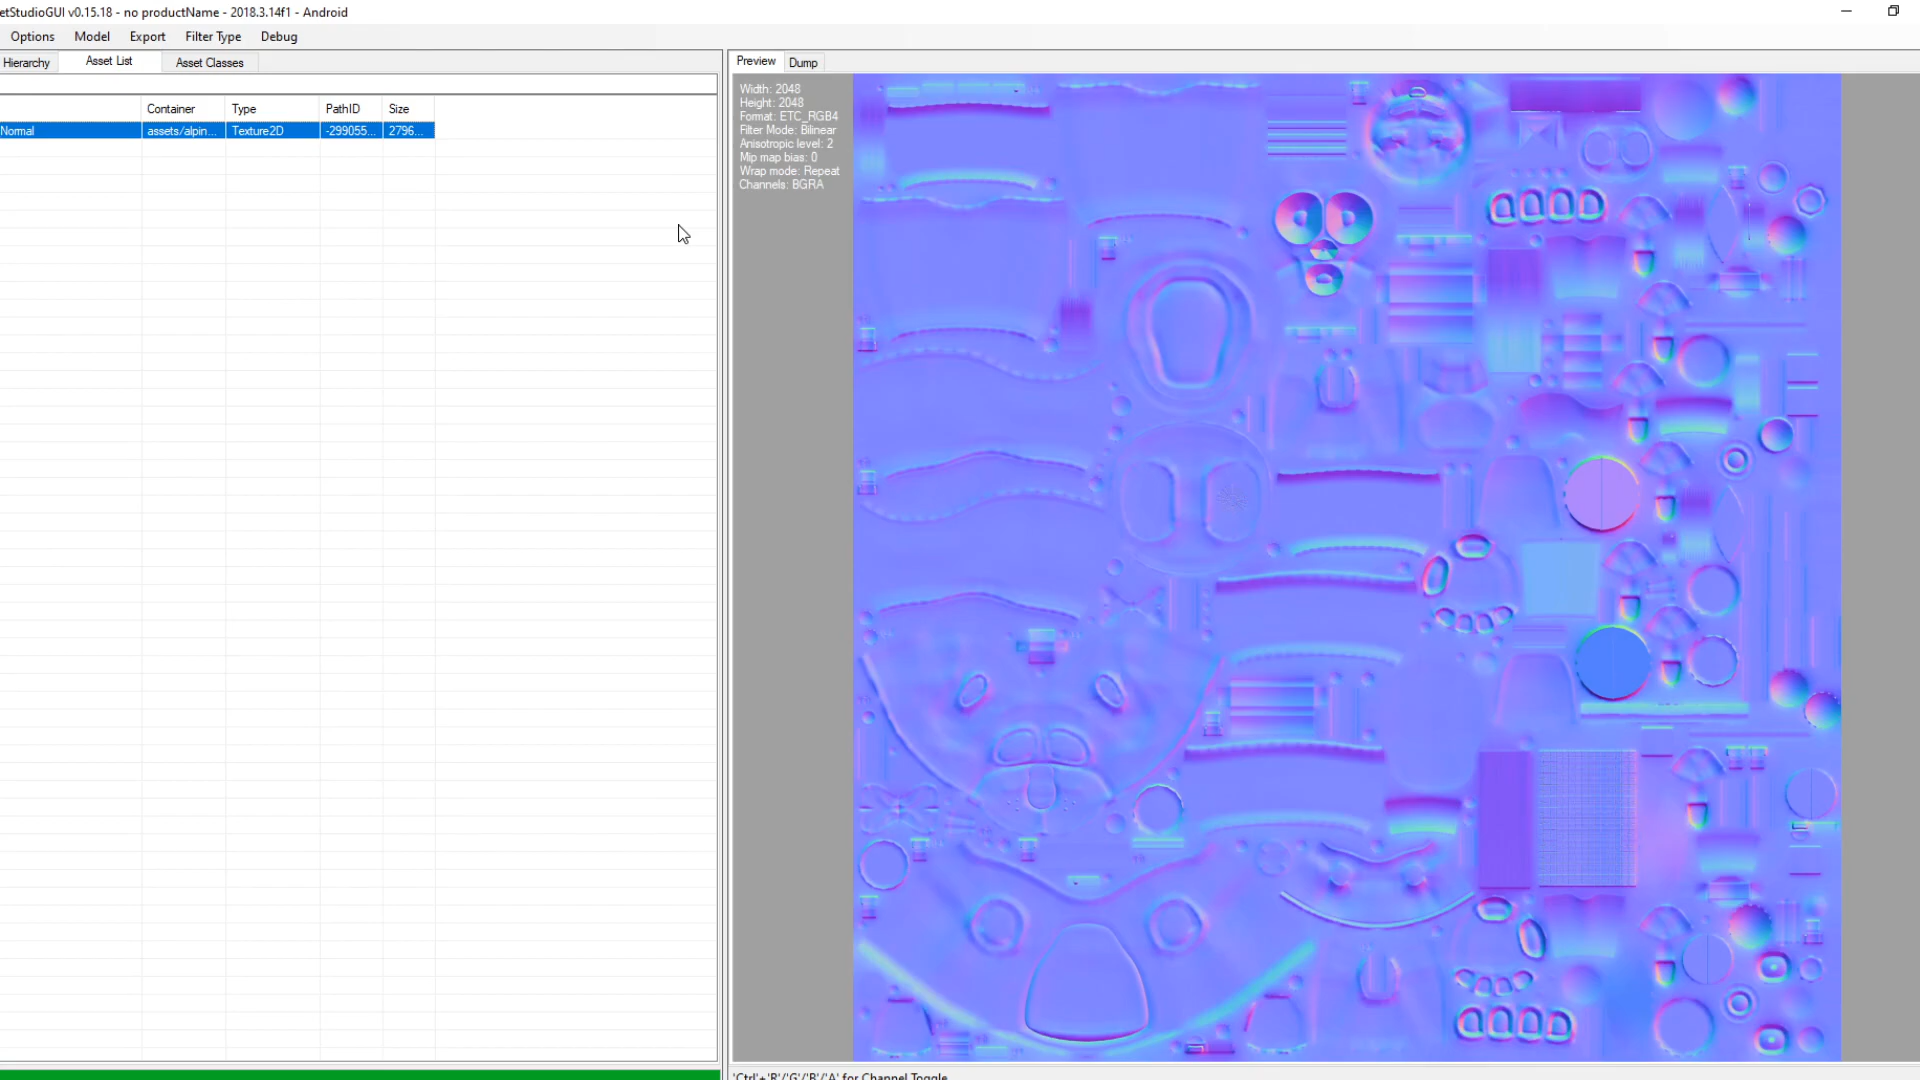 etStudioGUI v0.15.18 - no productName - 2018.3.14f1 - Android
Options Model Export Filter Type Debug
Hierarchy Asset List Asset Classes
Preview Dump
Container Type PathID Size
Normal assets/alpin... Texture2D -299055... 2796...
Width: 2048
Height: 2048
Format: ETC_RGB4
Filter Mode: Bilinear
Anisotropic level: 2
Mip map bias: 0
Wrap mode: Repeat
Channels: BGRA
'Ctrl'+'R'/'G'/'B'/'A' for Channel Toggle